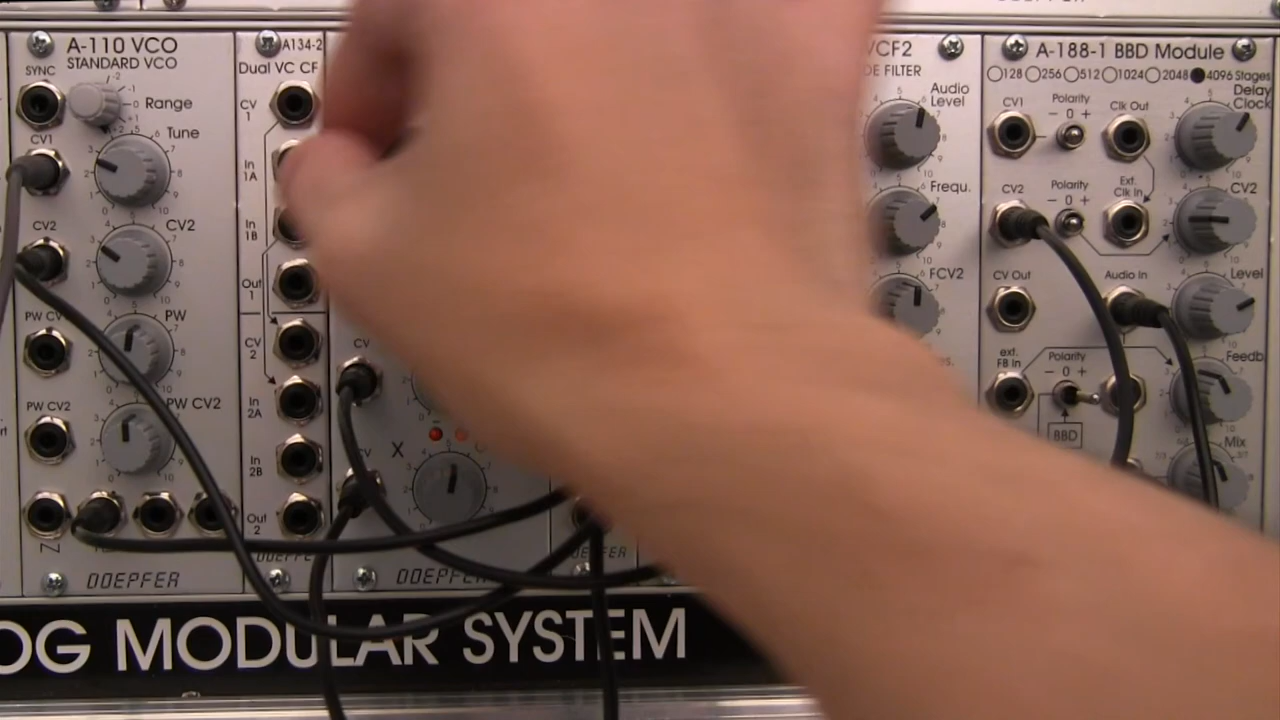 A-110 VCO
STANDARD VCO
SYNC
Range
Tune
CV1
CV2
CV2
PW CV
PW
PW CV2
PW CV2
DOEPFER
A134-2
Dual VC CF
CV
1
In
1A
In
1B
Out
1
CV
2
In
2A
In
2B
Out
2
DOEPFER
CV
X
DOEPFER
VCF2
FILTER
Audio
Level
Frequ.
FCV2
A-188-1 BBD Module
128 256 512 1024 2048 4096 Stages
Delay
Clock
CV1
Polarity
- 0 +
Clk Out
CV2
Polarity
- 0 +
Ext.
Clk In
CV2
CV Out
Audio In
Level
ext.
FB In
Polarity
- 0 +
Feedb
BBD
Mix
OG MODULAR SYSTEM